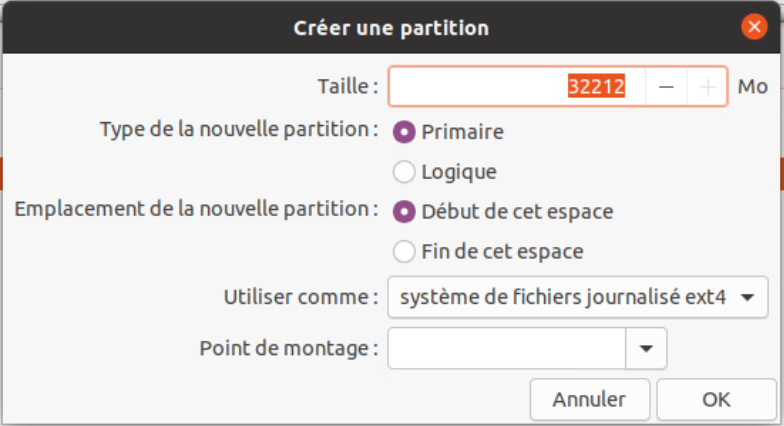 Créer une partition
Taille : 32212 Mo
Type de la nouvelle partition : Primaire
Logique
Emplacement de la nouvelle partition : Début de cet espace
Fin de cet espace
Utiliser comme : système de fichiers journalisé ext4
Point de montage :
Annuler OK